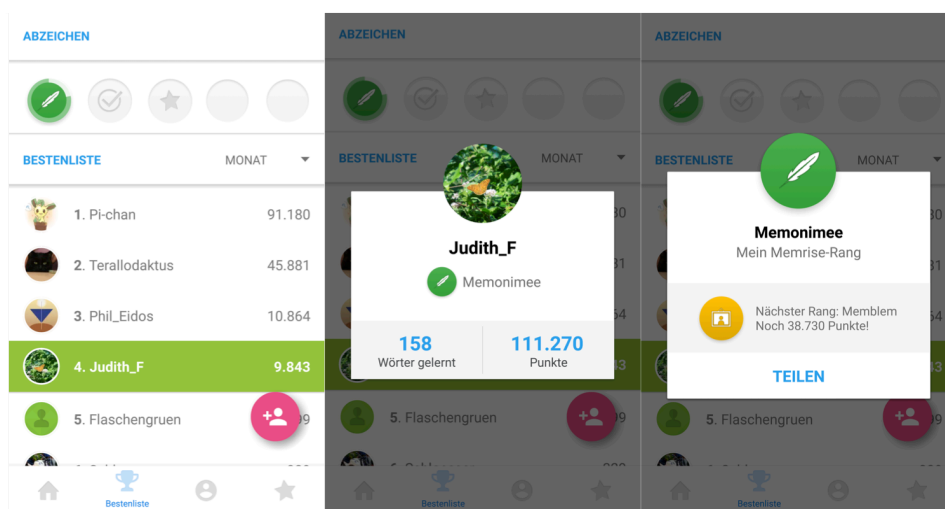 ABZEICHEN
BESTENLISTE MONAT
1. Pi-chan 91.180
2. Terallodaktus 45.881
3. Phil_Eidos 10.864
4. Judith_F 9.843
5. Flaschengruen
Bestenliste
ABZEICHEN
BESTENLISTE MONAT
Judith_F
Memonimee
158 111.270
Wörter gelernt Punkte
5. Flaschengruen
Bestenliste
ABZEICHEN
BESTENLISTE MONAT
Memonimee
Mein Memrise-Rang
Nächster Rang: Memblem
Noch 38.730 Punkte!
TEILEN
5. Flaschengruen
Bestenliste